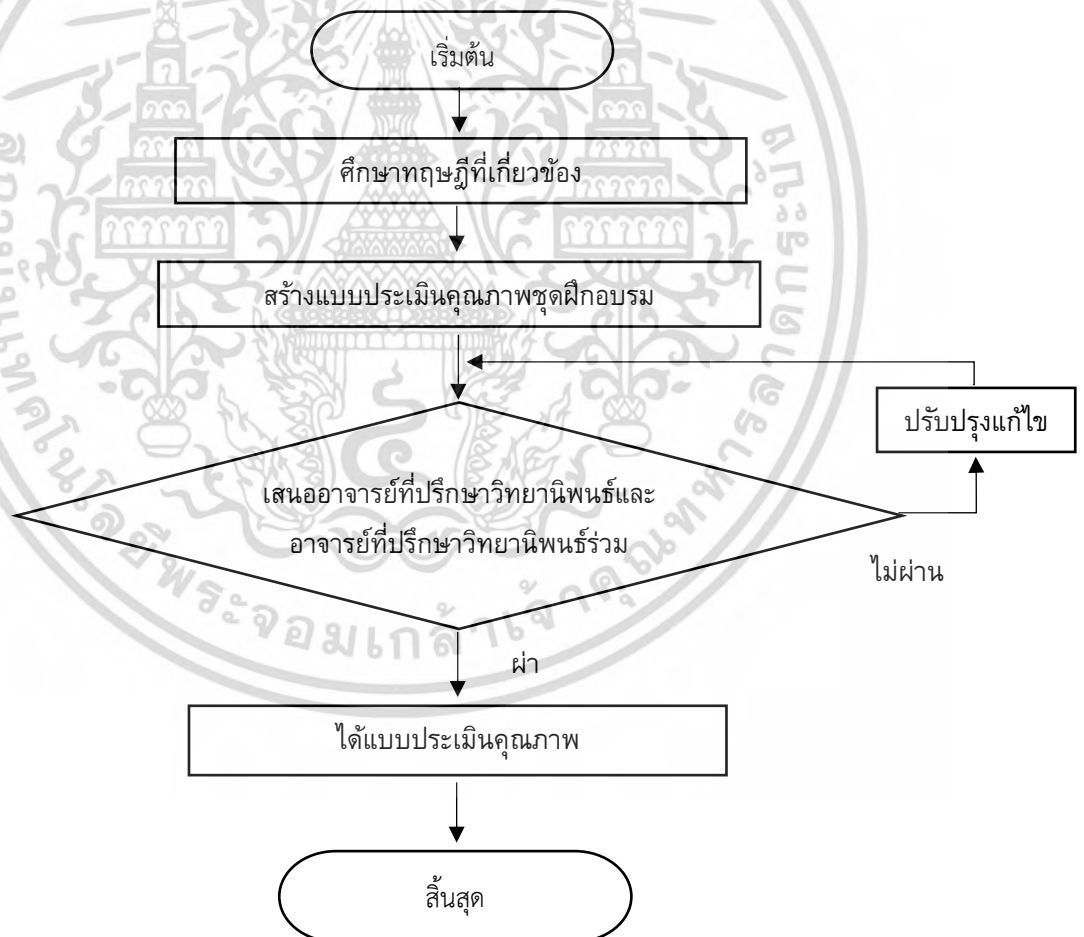 เริ่มต้น
ศึกษาทฤษฎีที่เกี่ยวข้อง
สร้างแบบประเมินคุณภาพชุดฝึกอบรม
ปรับปรุงแก้ไข
เสนออาจารย์ที่ปรึกษาวิทยานิพนธ์และ
อาจารย์ที่ปรึกษาวิทยานิพนธ์ร่วม
ไม่ผ่าน
ผ่า
ได้แบบประเมินคุณภาพ
สิ้นสุด